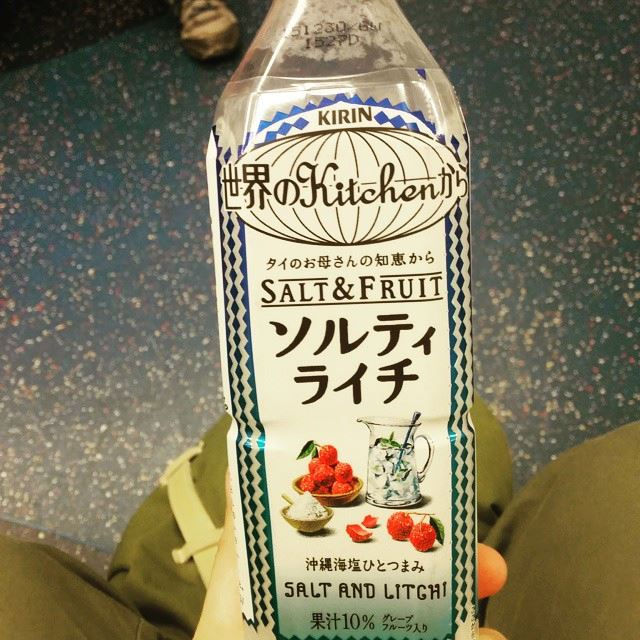 KIRIN
世界のKitchenから
タイのお母さんの知恵から
SALT&FRUIT
ソルティ
ライチ
沖縄海塩ひとつまみ
SALT AND LITCHI
果汁10% グレープ
フルーツ入り